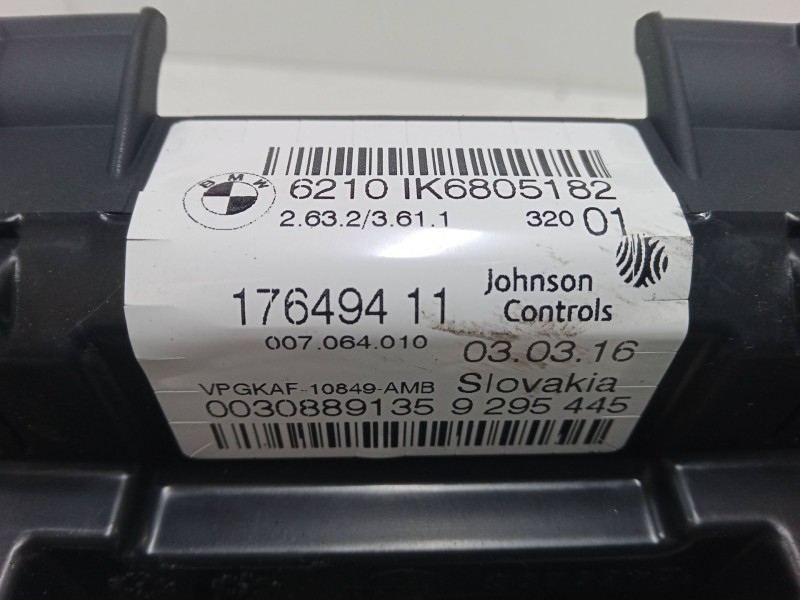 BMW
6210 IK6805182
2.63.2/3.61.1 320 01
176494 11 Johnson Controls
007.064.010 03.03.16
VPGKAF-10849-AMB Slovakia
0030889135 9 295 445